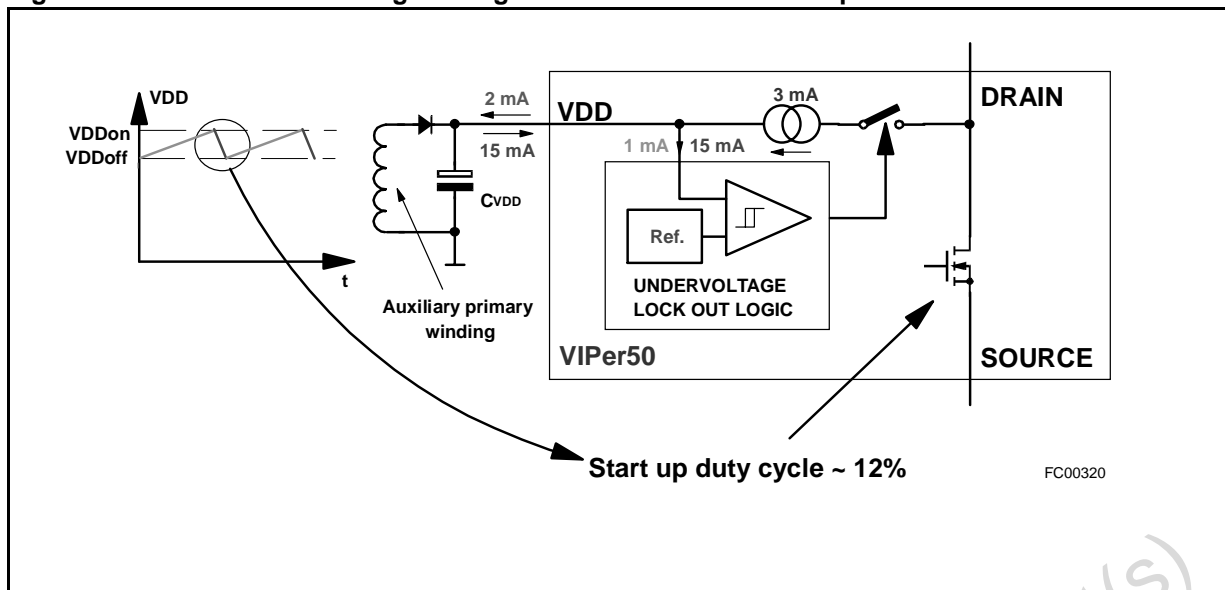 VDD
VDDon
VDDoff
t
2 mA
15 mA
CVDD
Auxiliary primary
winding
VDD
3 mA
DRAIN
1 mA
15 mA
Ref.
UNDERVOLTAGE
LOCK OUT LOGIC
VIPer50
SOURCE
Start up duty cycle ~ 12%
FC00320